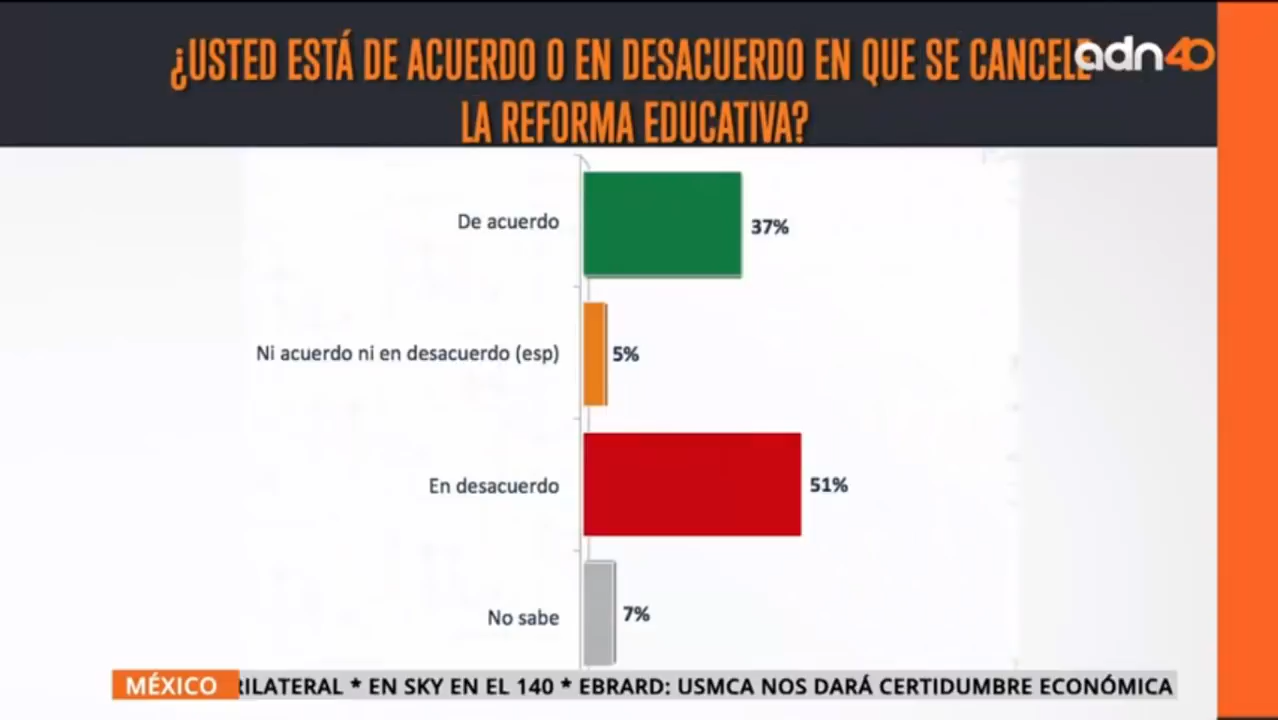 ¿USTED ESTÁ DE ACUERDO O EN DESACUERDO EN QUE SE CANCELE
adn40
LA REFORMA EDUCATIVA?
De acuerdo
37%
Ni acuerdo ni en desacuerdo (esp)
5%
En desacuerdo
51%
No sabe
7%
MÉXICO
RILATERAL * EN SKY EN EL 140 * EBRARD: USMCA NOS DARÁ CERTIDUMBRE ECONÓMICA